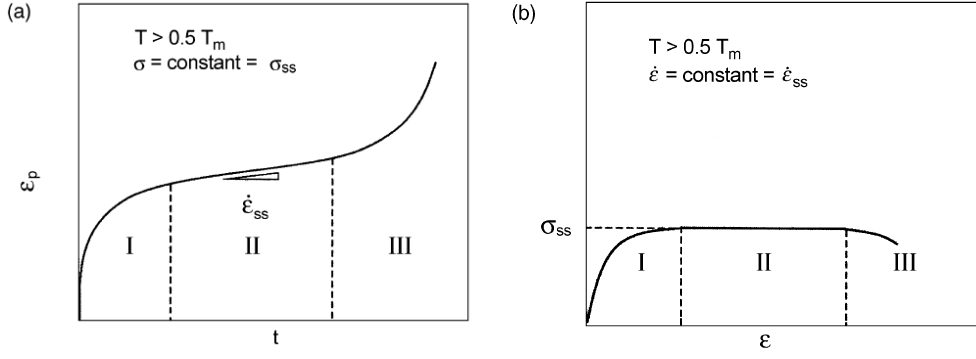 (a)
T > 0.5 Tm
σ = constant = σss
εp
ε̇ss
I
II
III
t
(b)
T > 0.5 Tm
ε̇ = constant = ε̇ss
σss
I
II
III
ε